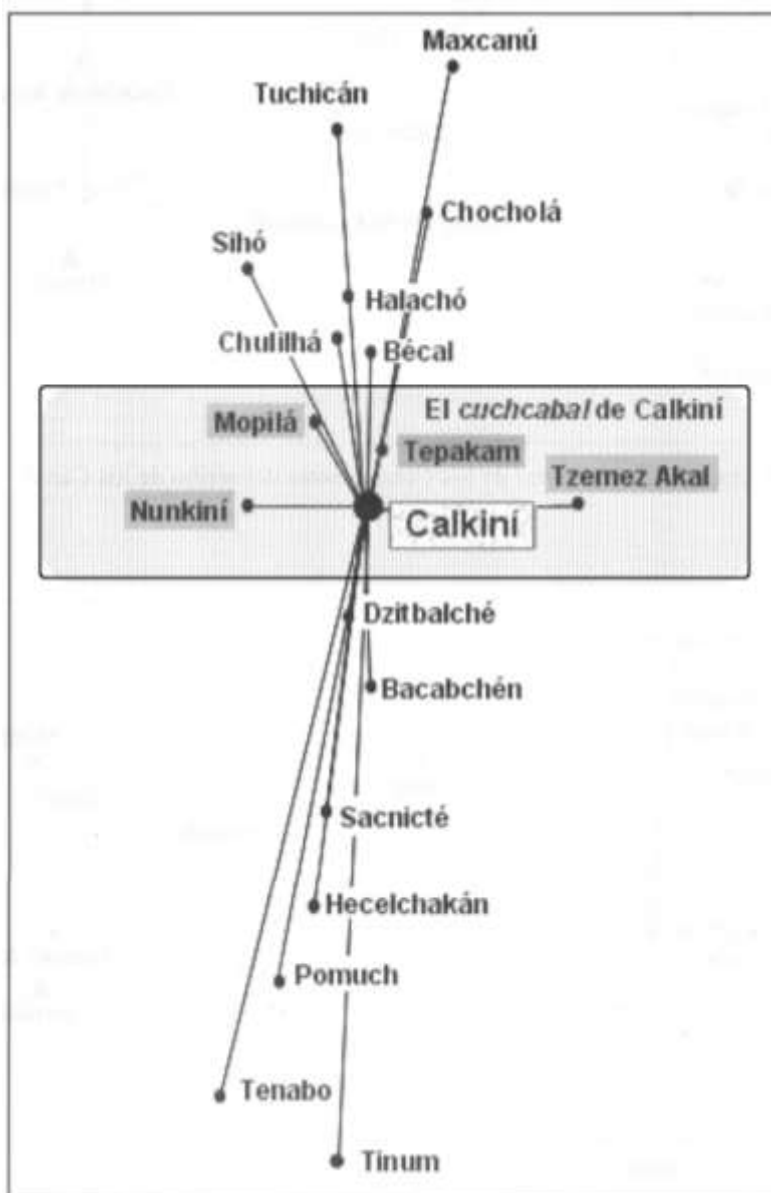 Maxcanú
Tuchicán
Chocholá
Sihó
Halachó
Chulilhá
Bécal
El cuchcabal de Calkiní
Mopilá
Tepakam
Tzemez Akal
Nunkiní
Calkiní
Dzitbalché
Bacabchén
Sacnicté
Hecelchakán
Pomuch
Tenabo
Tinum